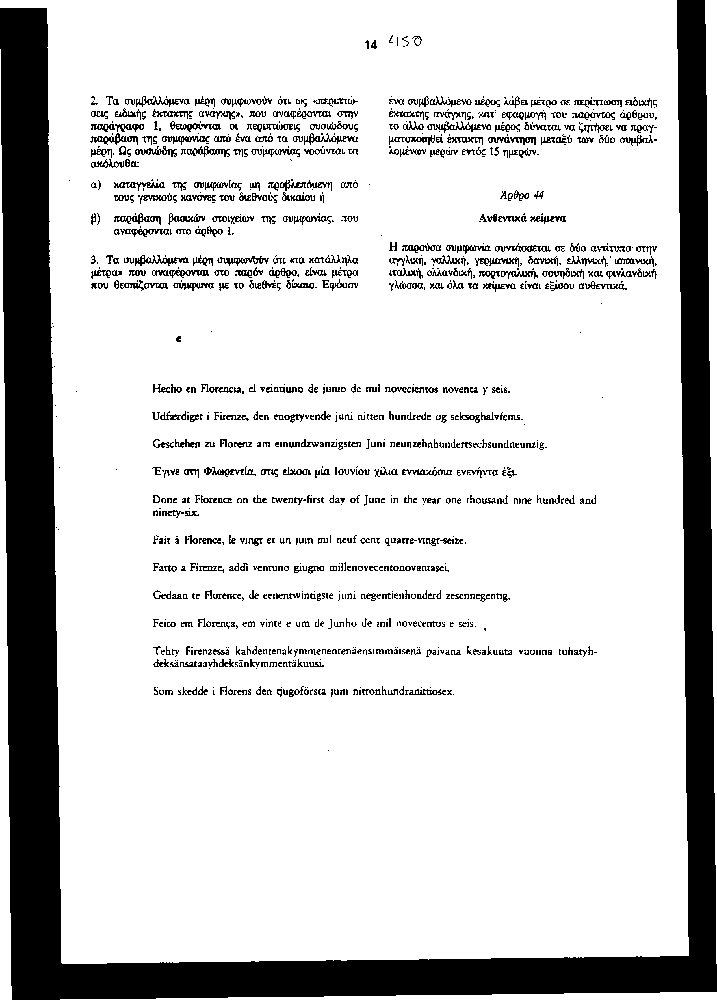 14 450
2. Τα συμβαλλόμενα μέρη συμφωνούν ότι ως «περιπτώ-
σεις ειδικής έκτακτης ανάγκης», που αναφέρονται στην
παράγραφο 1, θεωρούνται οι περιπτώσεις ουσιώδους
παράβαση της συμφωνίας από ένα από τα συμβαλλόμενα
μέρη. Ως ουσιώδης παράβασης της συμφωνίας νοούνται τα
ακόλουθα:
α) καταγγελία της συμφωνίας μη προβλεπόμενη από
τους γενικούς κανόνες του διεθνούς δικαίου ή
β) παράβαση βασικών στοιχείων της συμφωνίας, που
αναφέρονται στο άρθρο 1.
3. Τα συμβαλλόμενα μέρη συμφωνούν ότι «τα κατάλληλα
μέτρα» που αναφέρονται στο παρόν άρθρο, είναι μέτρα
που θεσπίζονται σύμφωνα με το διεθνές δίκαιο. Εφόσον
ένα συμβαλλόμενο μέρος λάβει μέτρο σε περίπτωση ειδικής
έκτακτης ανάγκης, κατ' εφαρμογή του παρόντος άρθρου,
το άλλο συμβαλλόμενο μέρος δύναται να ζητήσει να πραγ-
ματοποιηθεί έκτακτη συνάντηση μεταξύ των δύο συμβαλ-
λομένων μερών εντός 15 ημερών.
Άρθρο 44
Αυθεντικά κείμενα
Η παρούσα συμφωνία συντάσσεται σε δύο αντίτυπα στην
αγγλική, γαλλική, γερμανική, δανική, ελληνική, ισπανική,
ιταλική, ολλανδική, πορτογαλική, σουηδική και φινλανδική
γλώσσα, και όλα τα κείμενα είναι εξίσου αυθεντικά.
Hecho en Florencia, el veintiuno de junio de mil novecientos noventa y seis.
Udfærdiget i Firenze, den enogtyvende juni nitten hundrede og seksoghalvfems.
Geschehen zu Florenz am einundzwanzigsten Juni neunzehnhundertsechsundneunzig.
Έγινε στη Φλωρεντία, στις είκοσι μία Ιουνίου χίλια εννιακόσια ενενήντα έξι.
Done at Florence on the twenty-first day of June in the year one thousand nine hundred and
ninety-six.
Fait à Florence, le vingt et un juin mil neuf cent quatre-vingt-seize.
Fatto a Firenze, addì ventuno giugno millenovecentonovantasei.
Gedaan te Florence, de eenentwintigste juni negentienhonderd zesennegentig.
Feito em Florença, em vinte e um de Junho de mil novecentos e seis.
Tehty Firenzessä kahdentenakymmenentenäensimmäisenä päivänä kesäkuuta vuonna tuhatyh-
deksänsataayhdeksänkymmentäkuusi.
Som skedde i Florens den tjugoförsta juni nittonhundranittiosex.